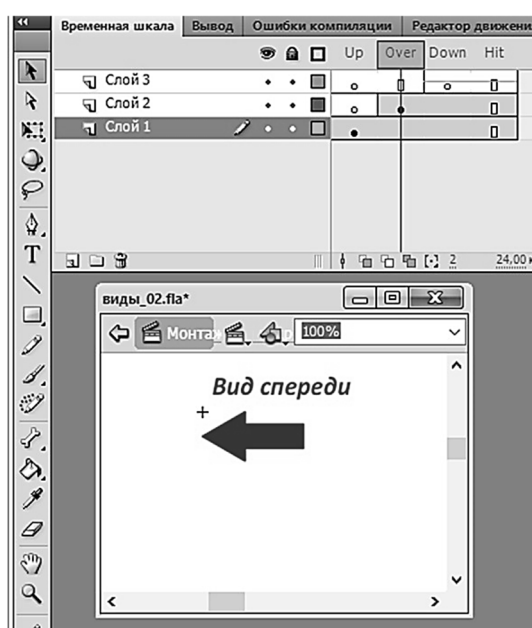 Временная шкала Вывод Ошибки компиляции Редактор движени
Up Over Down Hit
Слой 3
Слой 2
Слой 1
2 24,00
виды_02.fla*
Монтаж 100%
Вид спереди
T